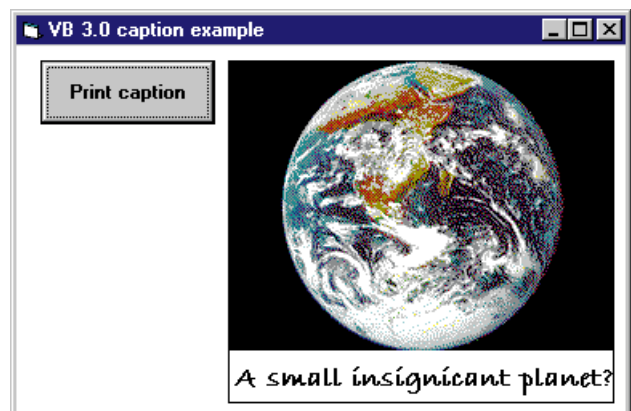 VB 3.0 caption example
Print caption
A small insignicant planet?